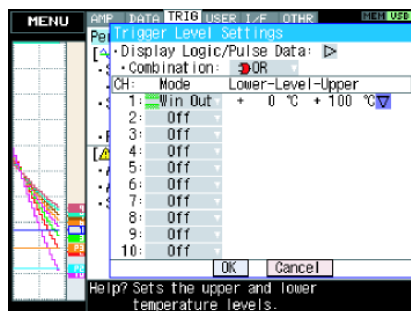 MENU
AMP DATA TRIG USER I/F OTHR MEM USB
Trigger Level Settings
Display Logic/Pulse Data:
Combination: OR
CH: Mode Lower-Level-Upper
1: Win Out + 0 ℃ + 100 ℃
2: Off
3: Off
4: Off
5: Off
6: Off
7: Off
8: Off
9: Off
10: Off
OK Cancel
Help? Sets the upper and lower
temperature levels.